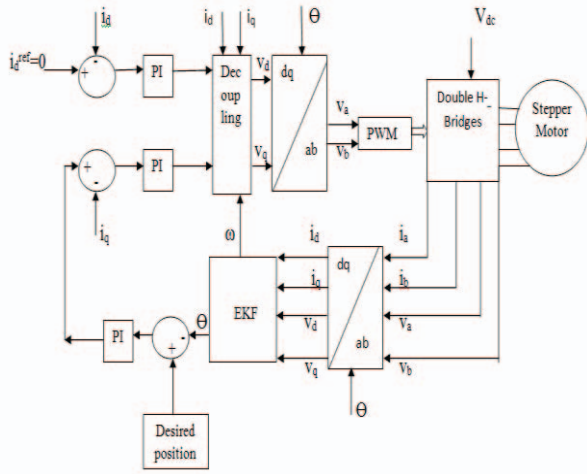 i_d
i_d i_q
θ
V_dc
i_d^ref=0
+
-
PI
Dec
oup
ling
v_d
dq
ab
v_a
v_b
PWM
Double H-
Bridges
Stepper
Motor
+
-
PI
v_q
i_q
ω
EKF
i_d
i_q
v_d
v_q
dq
ab
i_a
i_b
v_a
v_b
PI
+
-
θ
θ
Desired
position